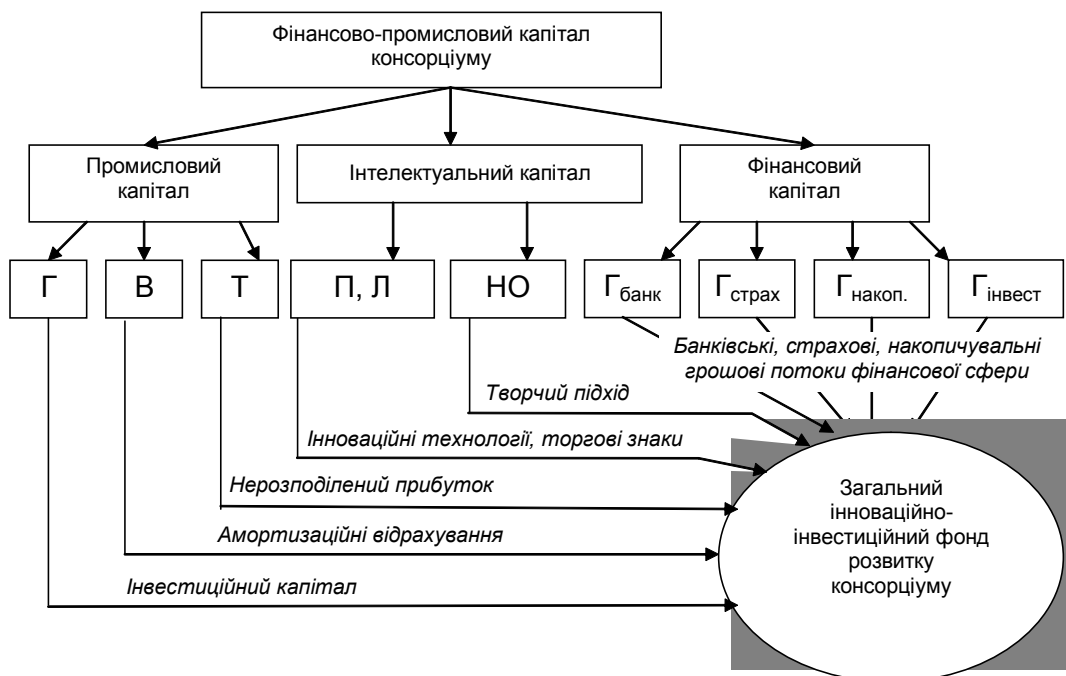 Фінансово-промисловий капітал
консорціуму
Промисловий
капітал
Інтелектуальний капітал
Фінансовий
капітал
Г
В
Т
П, Л
НО
Гбанк
Гстрах
Гнакоп.
Гінвест
Банківські, страхові, накопичувальні
грошові потоки фінансової сфери
Творчий підхід
Інноваційні технології, торгові знаки
Нерозподілений прибуток
Амортизаційні відрахування
Інвестиційний капітал
Загальний
інноваційно-
інвестиційний фонд
розвитку
консорціуму